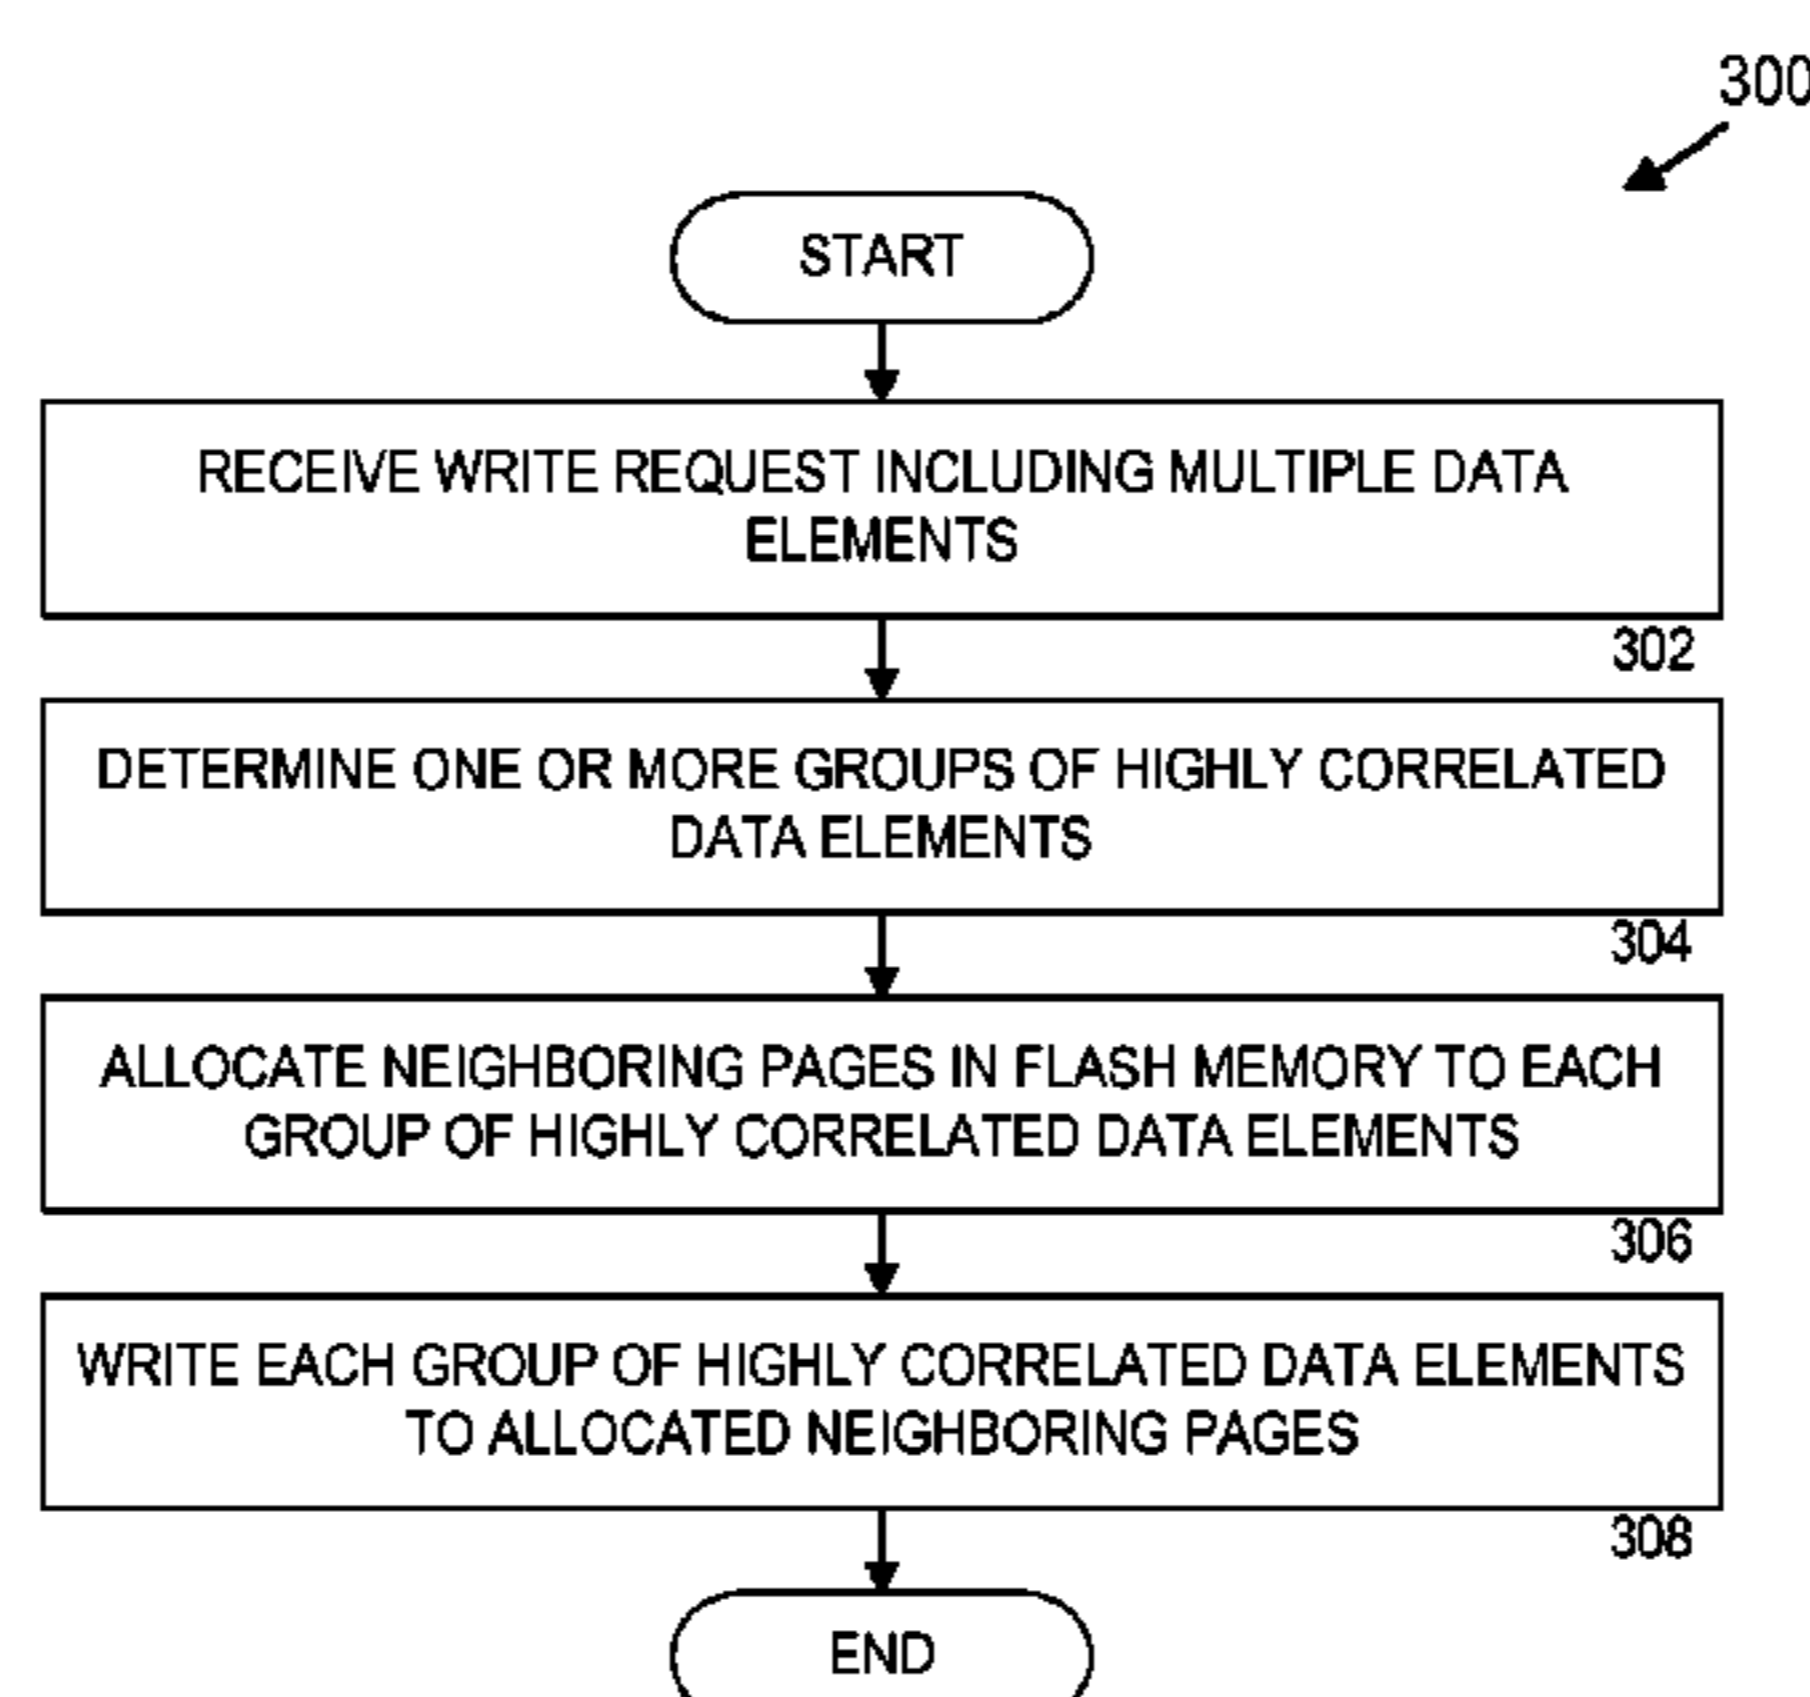 300
START
RECEIVE WRITE REQUEST INCLUDING MULTIPLE DATA
ELEMENTS
302
DETERMINE ONE OR MORE GROUPS OF HIGHLY CORRELATED
DATA ELEMENTS
304
ALLOCATE NEIGHBORING PAGES IN FLASH MEMORY TO EACH
GROUP OF HIGHLY CORRELATED DATA ELEMENTS
306
WRITE EACH GROUP OF HIGHLY CORRELATED DATA ELEMENTS
TO ALLOCATED NEIGHBORING PAGES
308
END